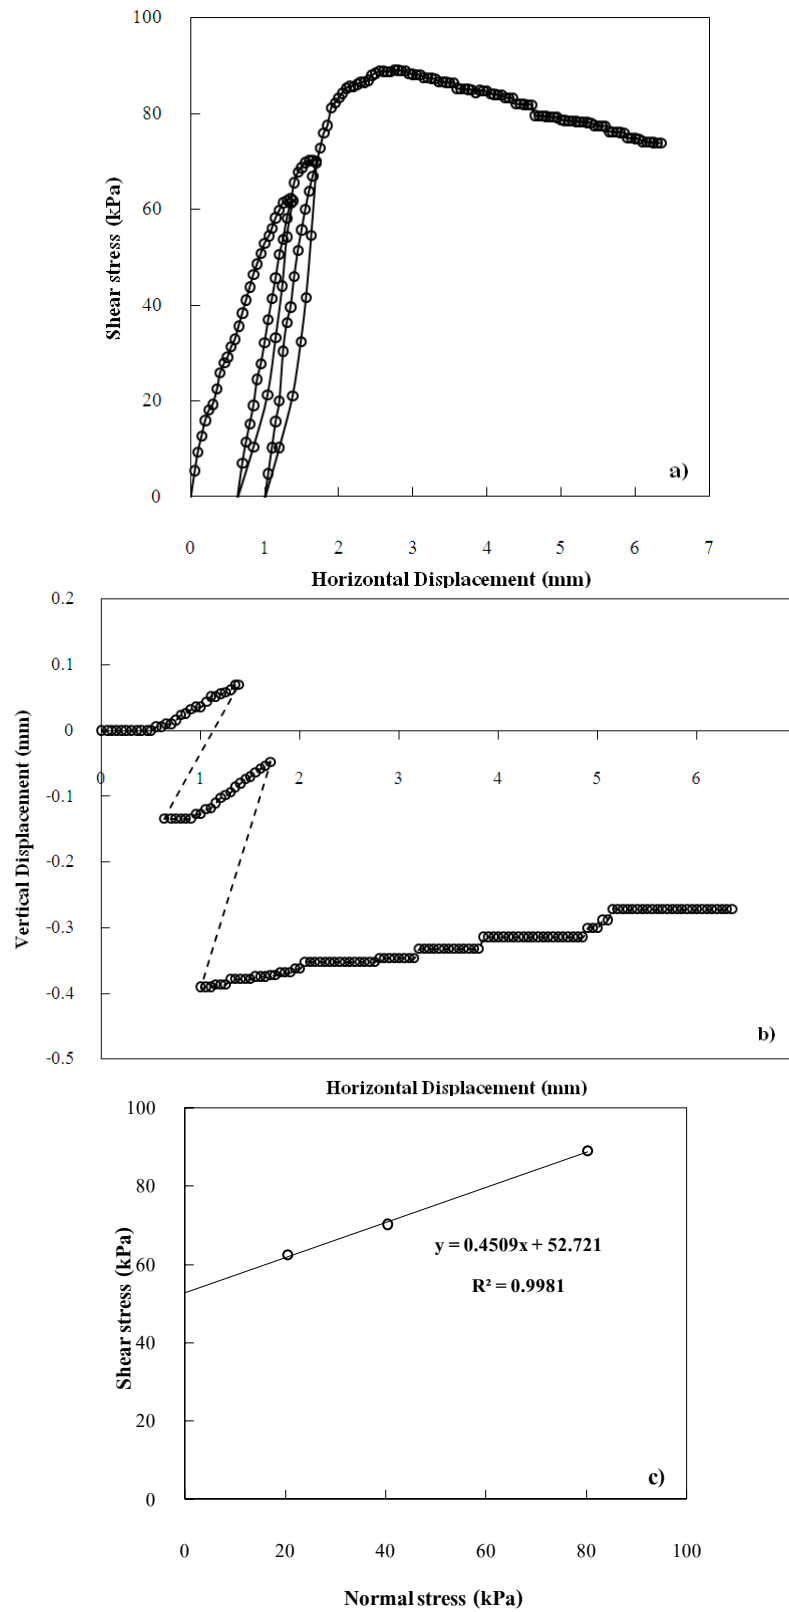 100
80
60
40
20
0
Shear stress (kPa)
a)
0 1 2 3 4 5 6 7
Horizontal Displacement (mm)
0.2
0.1
0
0 1 2 3 4 5 6
-0.1
-0.2
-0.3
-0.4
-0.5
Vertical Displacement (mm)
b)
Horizontal Displacement (mm)
100
80
60
40
20
0
Shear stress (kPa)
y = 0.4509x + 52.721
R² = 0.9981
c)
0 20 40 60 80 100
Normal stress (kPa)